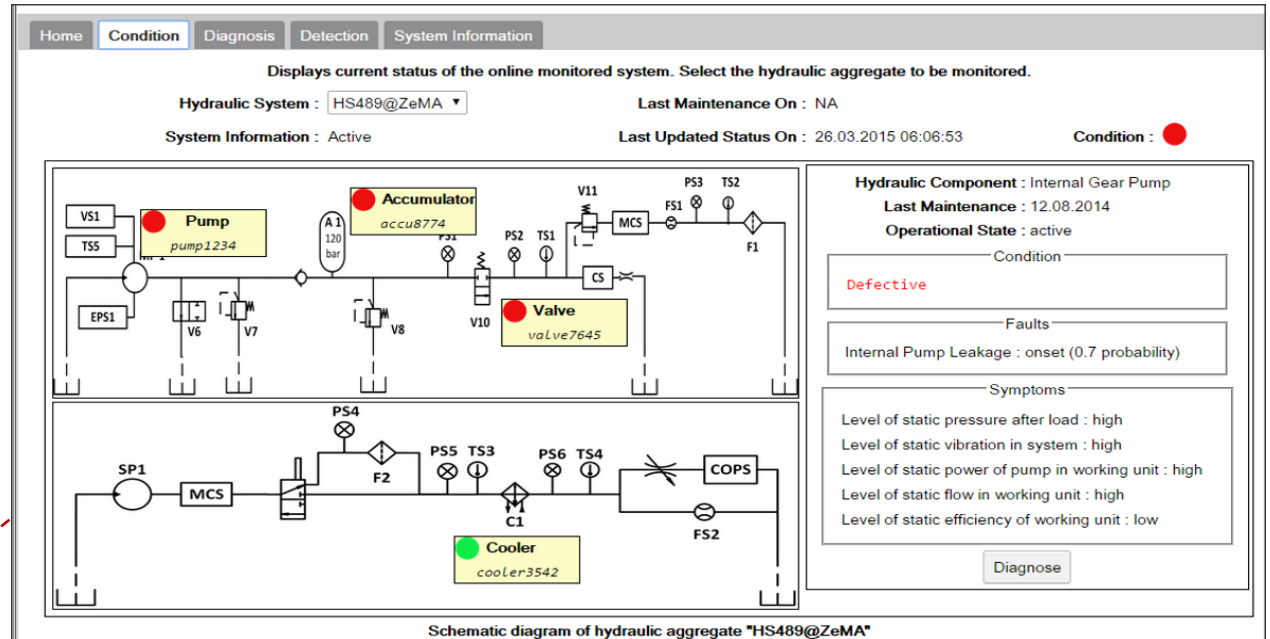 Home Condition Diagnosis Detection System Information
Displays current status of the online monitored system. Select the hydraulic aggregate to be monitored.
Hydraulic System : HS489@ZeMA Last Maintenance On : NA
System Information : Active Last Updated Status On : 26.03.2015 06:06:53 Condition :
VS1
TS5
EPS1
Pump
pump1234
V6
V7
A 1
120
bar
Accumulator
accu8774
V8
PS2
TS1
V10
Valve
valve7645
V11
MCS
FS1
PS3
TS2
F1
CS
SP1
MCS
PS4
F2
PS5
TS3
C1
PS6
TS4
COPS
FS2
Cooler
cooler3542
Hydraulic Component : Internal Gear Pump
Last Maintenance : 12.08.2014
Operational State : active
Condition
Defective
Faults
Internal Pump Leakage : onset (0.7 probability)
Symptoms
Level of static pressure after load : high
Level of static vibration in system : high
Level of static power of pump in working unit : high
Level of static flow in working unit : high
Level of static efficiency of working unit : low
Diagnose
Schematic diagram of hydraulic aggregate "HS489@ZeMA"